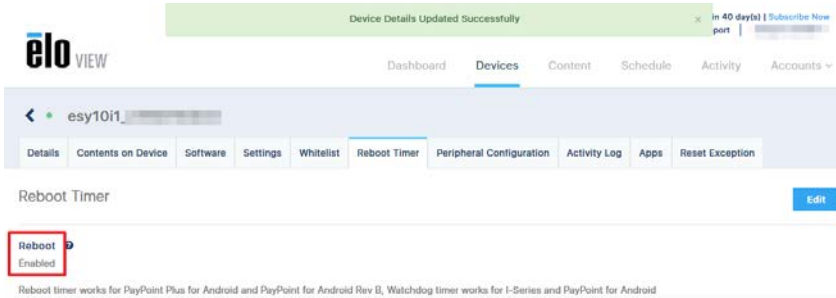 Device Details Updated Successfully × in 40 day(s) | Subscribe Now
port |
ēlo VIEW
Dashboard Devices Content Schedule Activity Accounts
esy10i1_
Details Contents on Device Software Settings Whitelist Reboot Timer Peripheral Configuration Activity Log Apps Reset Exception
Reboot Timer Edit
Reboot ?
Enabled
Reboot timer works for PayPoint Plus for Android and PayPoint for Android Rev B, Watchdog timer works for I-Series and PayPoint for Android